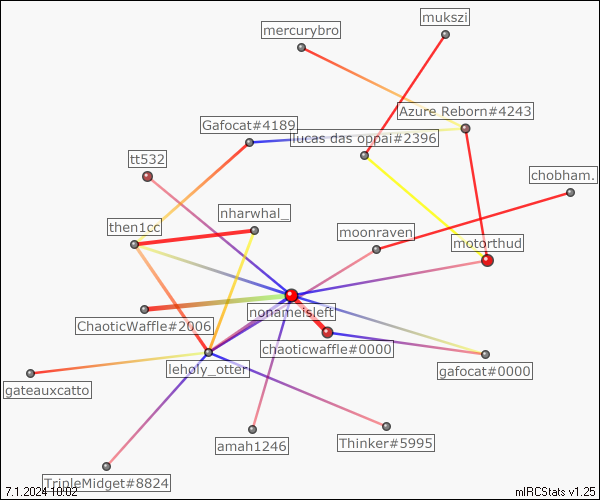 mukszi
mercurybro
Azure Reborn#4243
Gafocat#4189
lucas das oppai#2396
tt532
chobham.
nharwhal_
then1cc
moonraven
motorthud
nonameisleft
ChaoticWaffle#2006
chaoticwaffle#0000
leholy_otter
gafocat#0000
gateauxcatto
amah1246
Thinker#5995
TripleMidget#8824
7.1.2024 10:02
mIRCStats v1.25